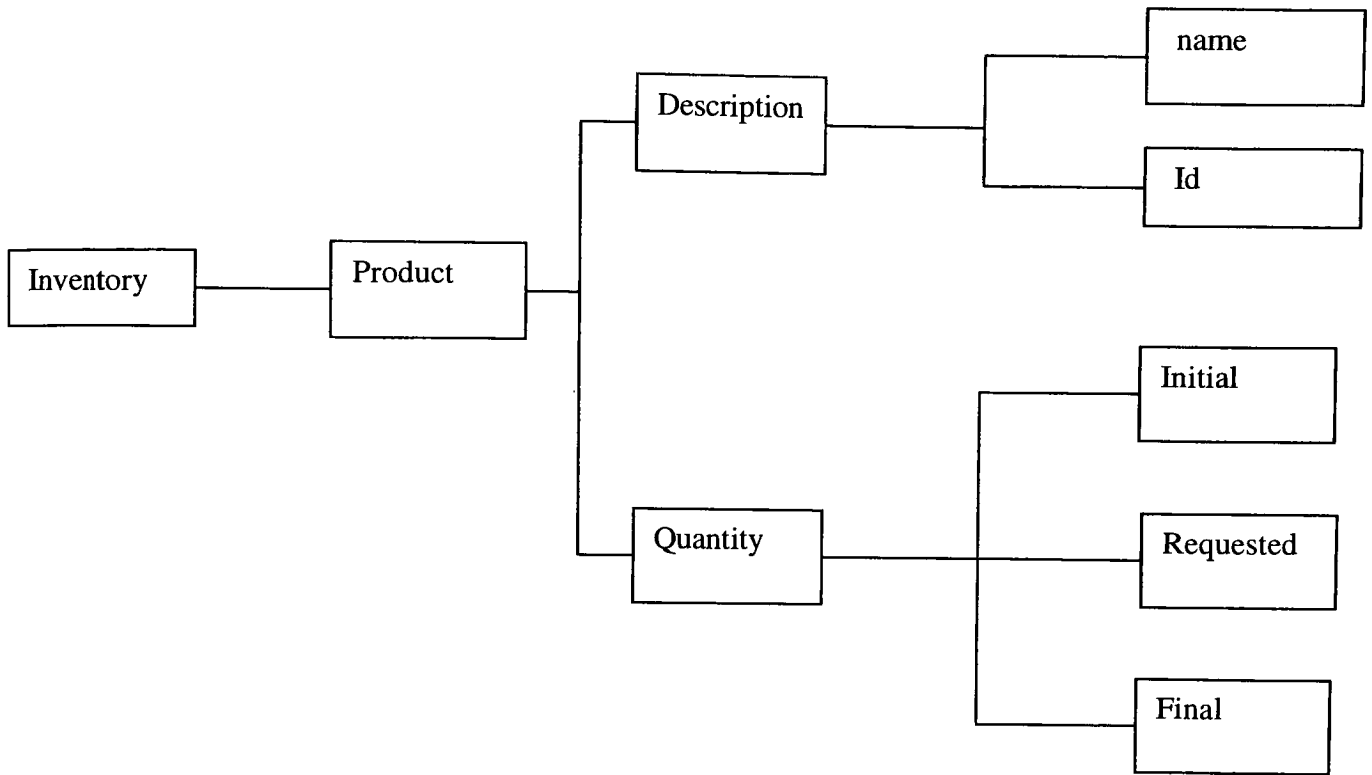 name
Description
Id
Inventory
Product
Initial
Quantity
Requested
Final